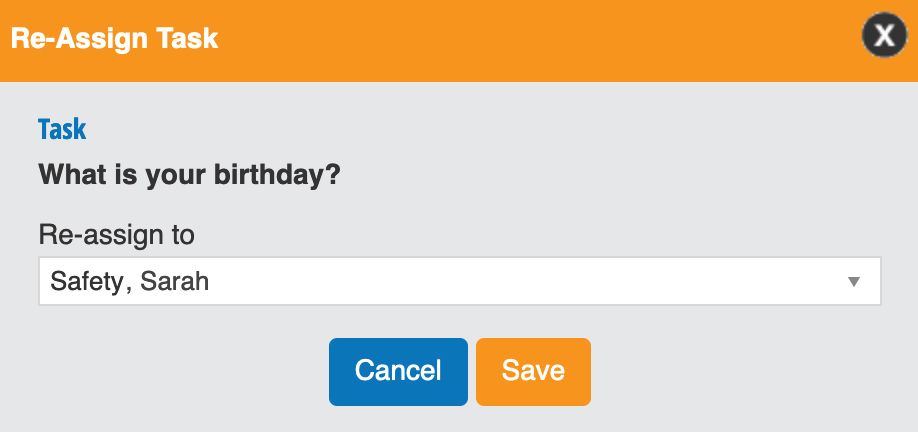 Re-Assign Task
X
Task
What is your birthday?
Re-assign to
Safety, Sarah
Cancel Save